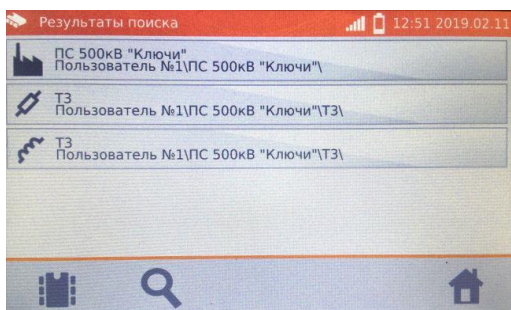 Результаты поиска
12:51 2019.02.11
ПС 500кВ "Ключи"
Пользователь №1\ПС 500кВ "Ключи"\
Т3
Пользователь №1\ПС 500кВ "Ключи"\Т3\
Т3
Пользователь №1\ПС 500кВ "Ключи"\Т3\